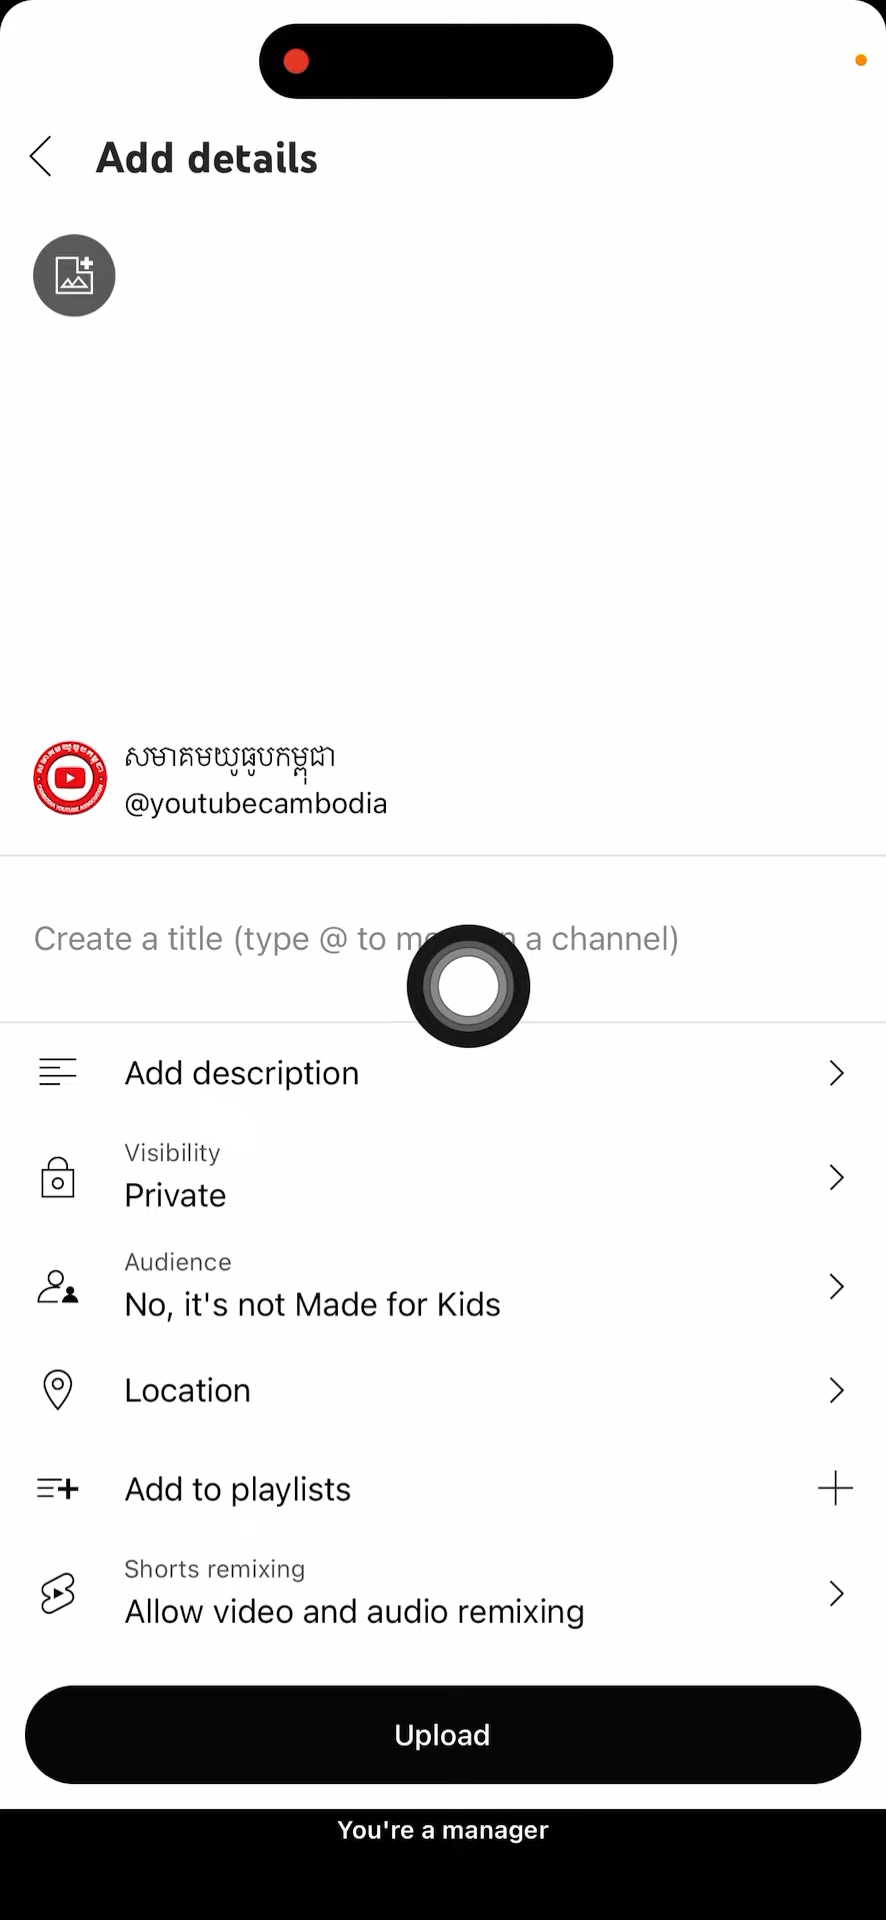 Add details
សមាគមយូធូបកម្ពុជា
@youtubecambodia
Create a title (type @ to a channel)
Add description
Visibility
Private
Audience
No, it's not Made for Kids
Location
Add to playlists
Shorts remixing
Allow video and audio remixing
Upload
You're a manager